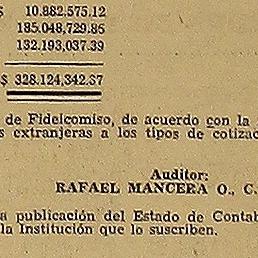 $ 10.882,575.12
185.048,729.85
132.193,037.39
$ 328.124,342.37
de Fideicomiso, de acuerdo con la
s extranjeras a los tipos de cotiza
Auditor:
RAFAEL MANCERA O., C.
a publicación del Estado de Contab
la Institución que lo suscriben.